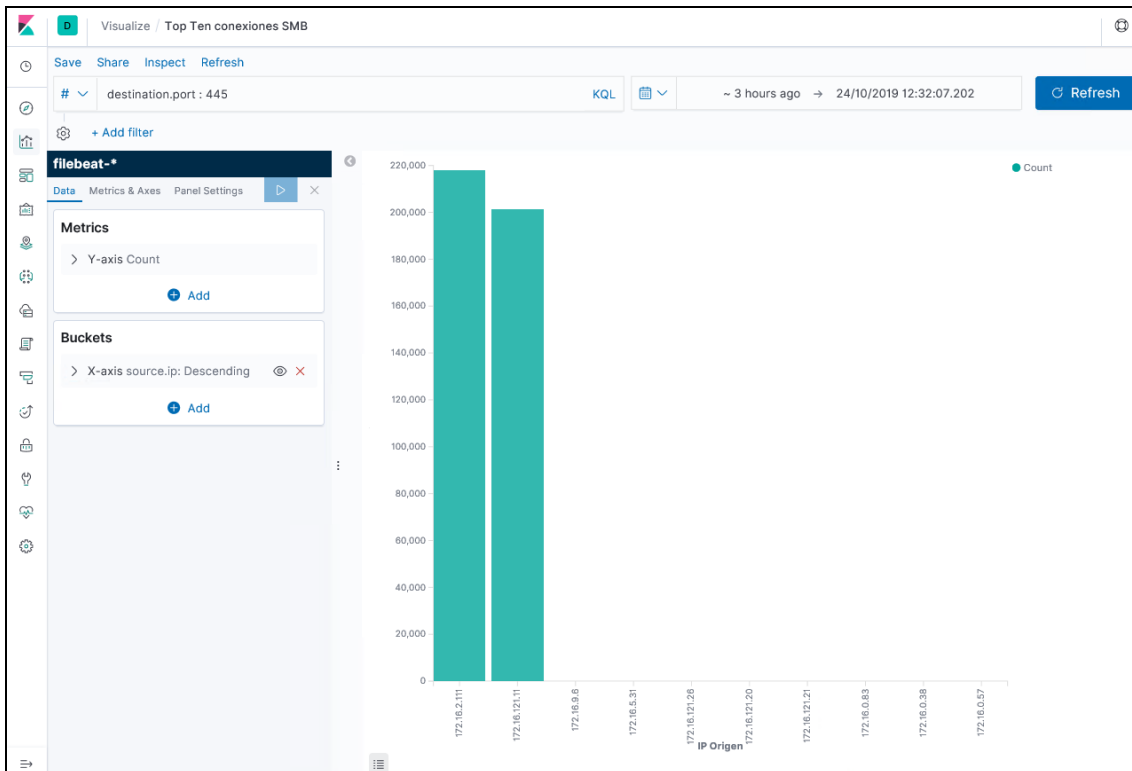 D Visualize / Top Ten conexiones SMB
Save Share Inspect Refresh
# destination.port : 445 KQL ~ 3 hours ago → 24/10/2019 12:32:07.202 Refresh
+ Add filter
filebeat-*
Data Metrics & Axes Panel Settings
Metrics
Y-axis Count
Add
Buckets
X-axis source.ip: Descending
Add
220,000
200,000
180,000
160,000
140,000
120,000
100,000
80,000
60,000
40,000
20,000
0
172.16.2.111
172.16.121.11
172.16.9.6
172.16.5.31
172.16.121.26
172.16.121.20
172.16.121.21
172.16.0.83
172.16.0.38
172.16.0.57
IP Origen
Count